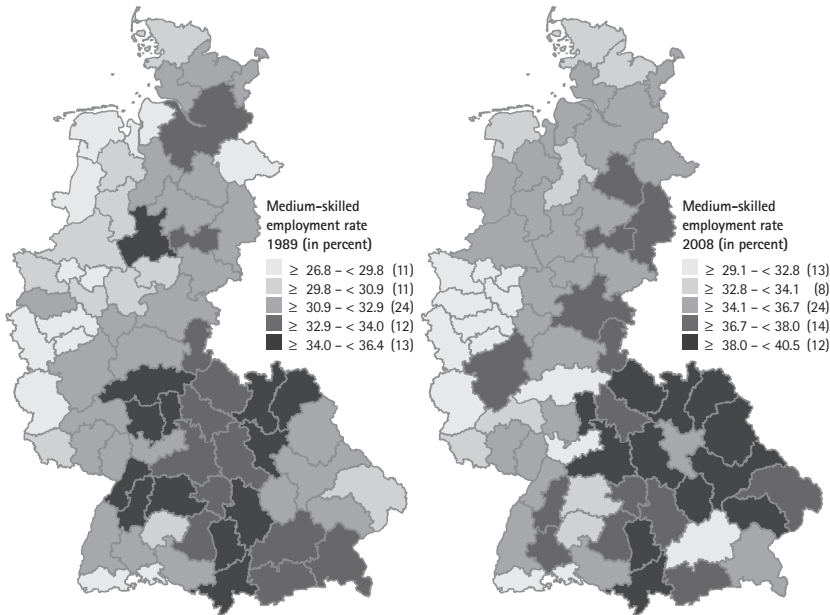 Medium-skilled
employment rate
1989 (in percent)
≥ 26.8 – < 29.8 (11)
≥ 29.8 – < 30.9 (11)
≥ 30.9 – < 32.9 (24)
≥ 32.9 – < 34.0 (12)
≥ 34.0 – < 36.4 (13)
Medium-skilled
employment rate
2008 (in percent)
≥ 29.1 – < 32.8 (13)
≥ 32.8 – < 34.1 (8)
≥ 34.1 – < 36.7 (24)
≥ 36.7 – < 38.0 (14)
≥ 38.0 – < 40.5 (12)